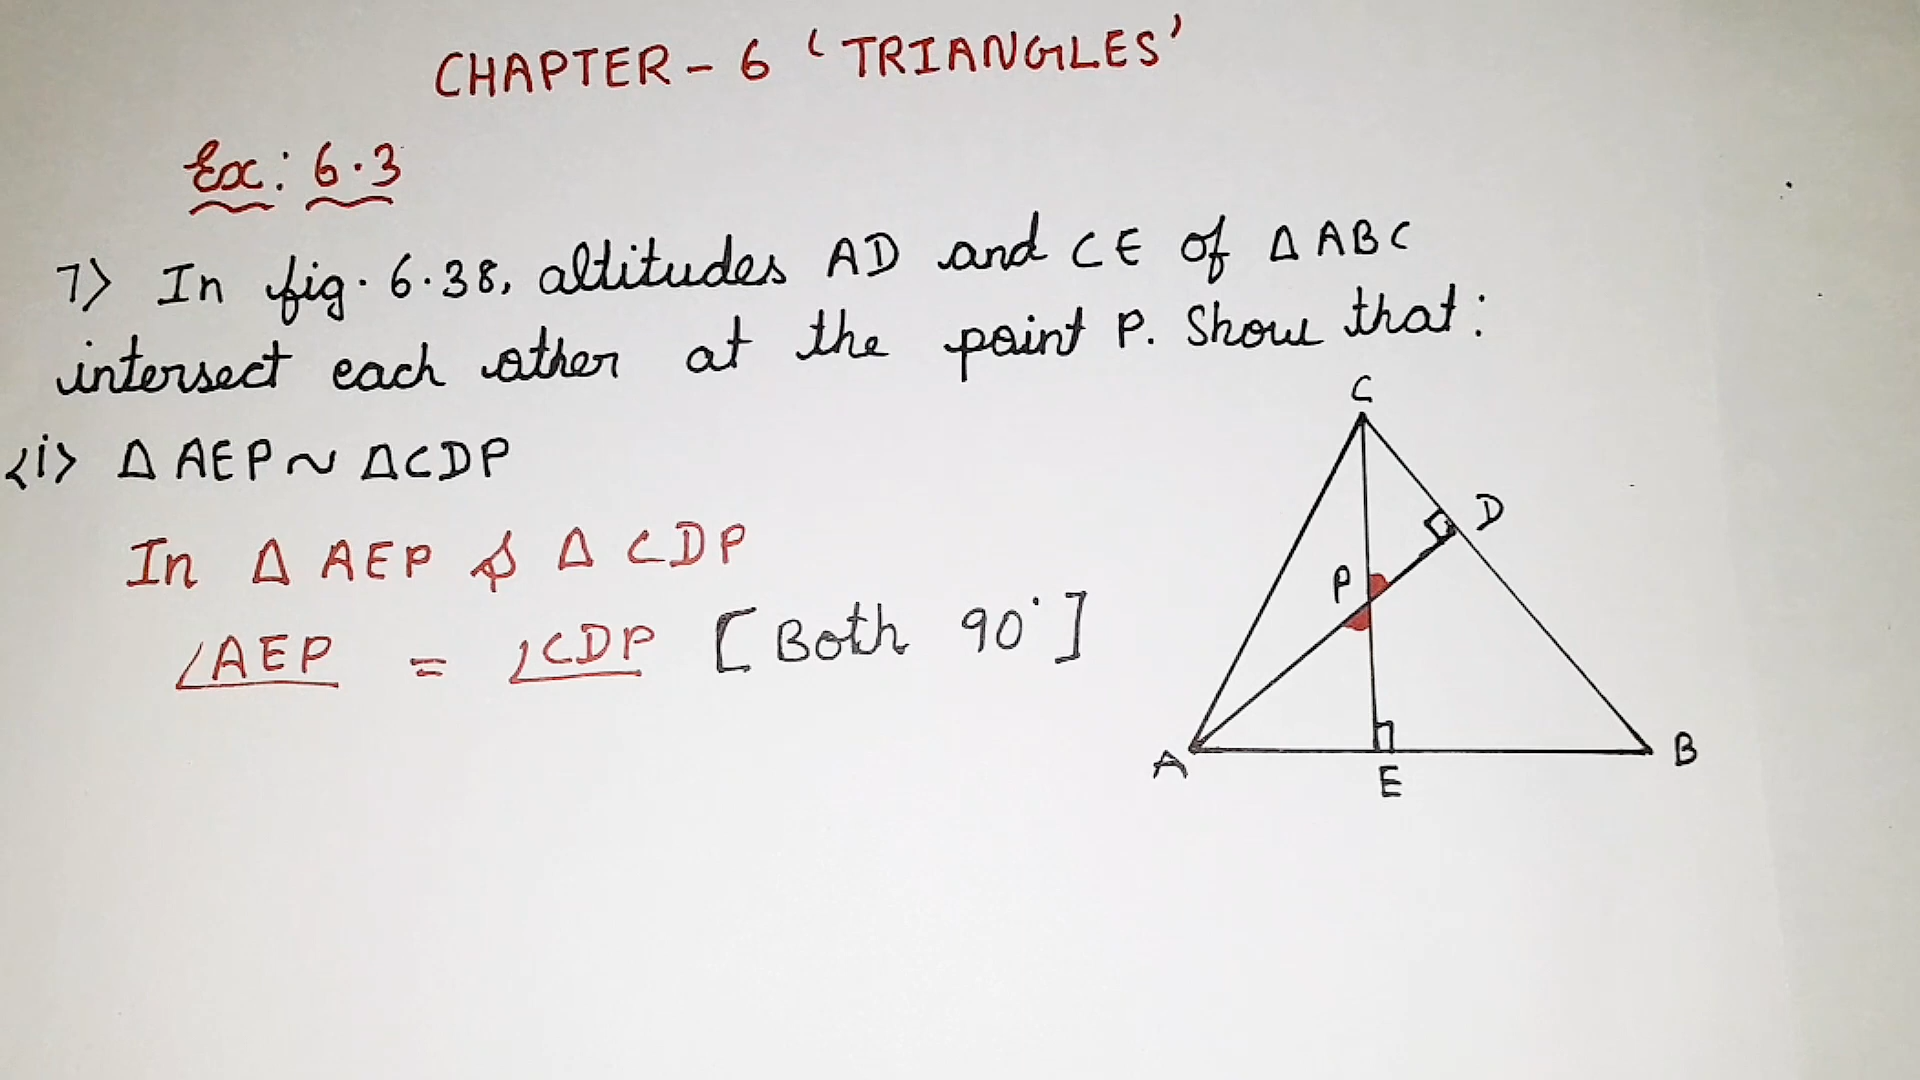 CHAPTER - 6 ‘TRIANGLES’
Ex: 6.3
7> In fig. 6.38, altitudes AD and CE of Δ ABC
intersect each other at the point P. Show that:
<i> Δ AEP ~ ΔCDP
In Δ AEP & Δ CDP
∠AEP = ∠CDP [Both 90°]
C
D
P
A
E
B